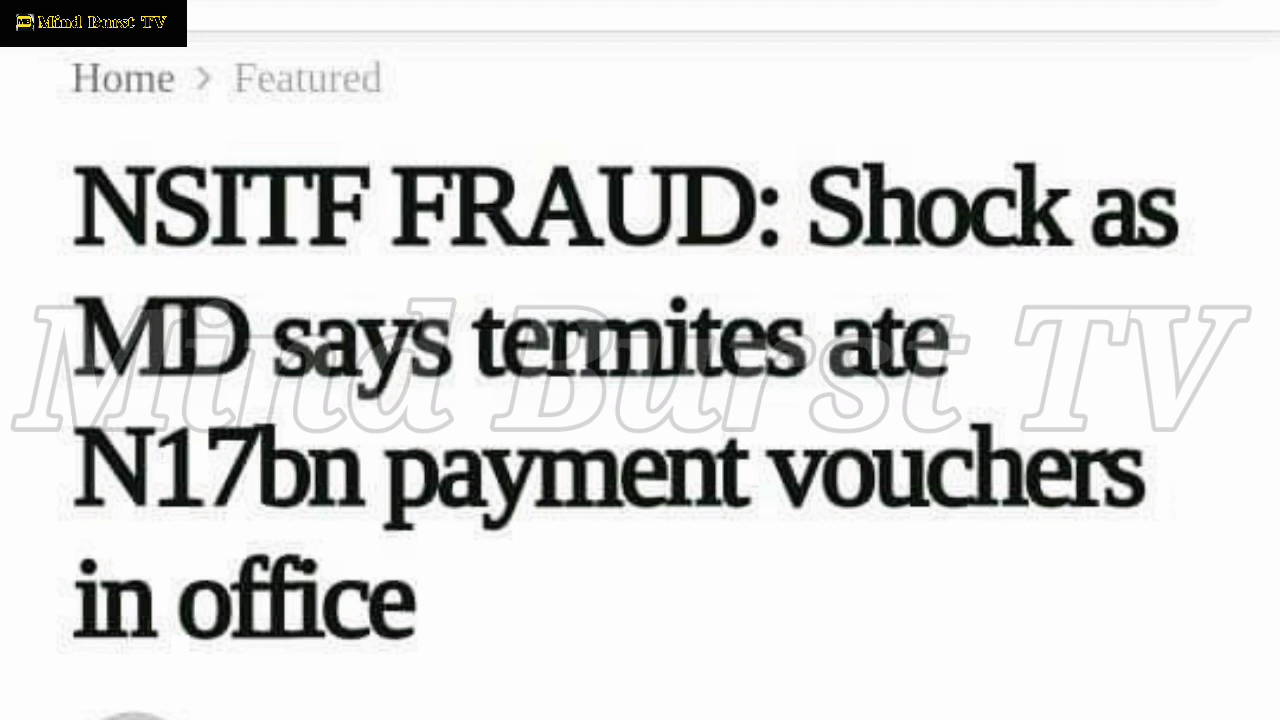 Mind Burst TV
Home > Featured
NSITF FRAUD: Shock as
MD says termites ate
Mind Burst TV
N17bn payment vouchers
in office